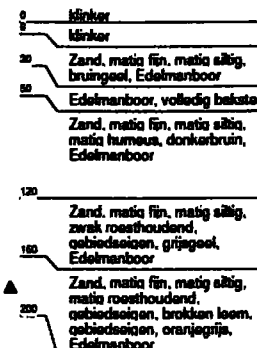 0
klinker
8
klinker
30
Zand, matig fijn, matig siltig,
bruingeel, Edelmanboor
50
Edelmanboor, volledig bakste
Zand, matig fijn, matig siltig,
matig humeus, donkerbruin,
Edelmanboor
120
Zand, matig fijn, matig siltig,
zwak roesthoudend,
gebiedseigen, grijsgeel,
Edelmanboor
160
Zand, matig fijn, matig siltig,
matig roesthoudend,
gebiedseigen, brokken leem,
200
gebiedseigen, oranjegrijs,
Edelmanboor